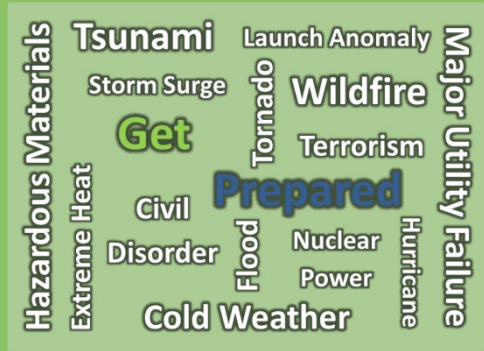 Hazardous Materials
Tsunami
Launch Anomaly
Major Utility Failure
Storm Surge
Tornado
Wildfire
Get
Terrorism
Extreme Heat
Prepared
Civil
Disorder
Flood
Nuclear
Power
Hurricane
Cold Weather